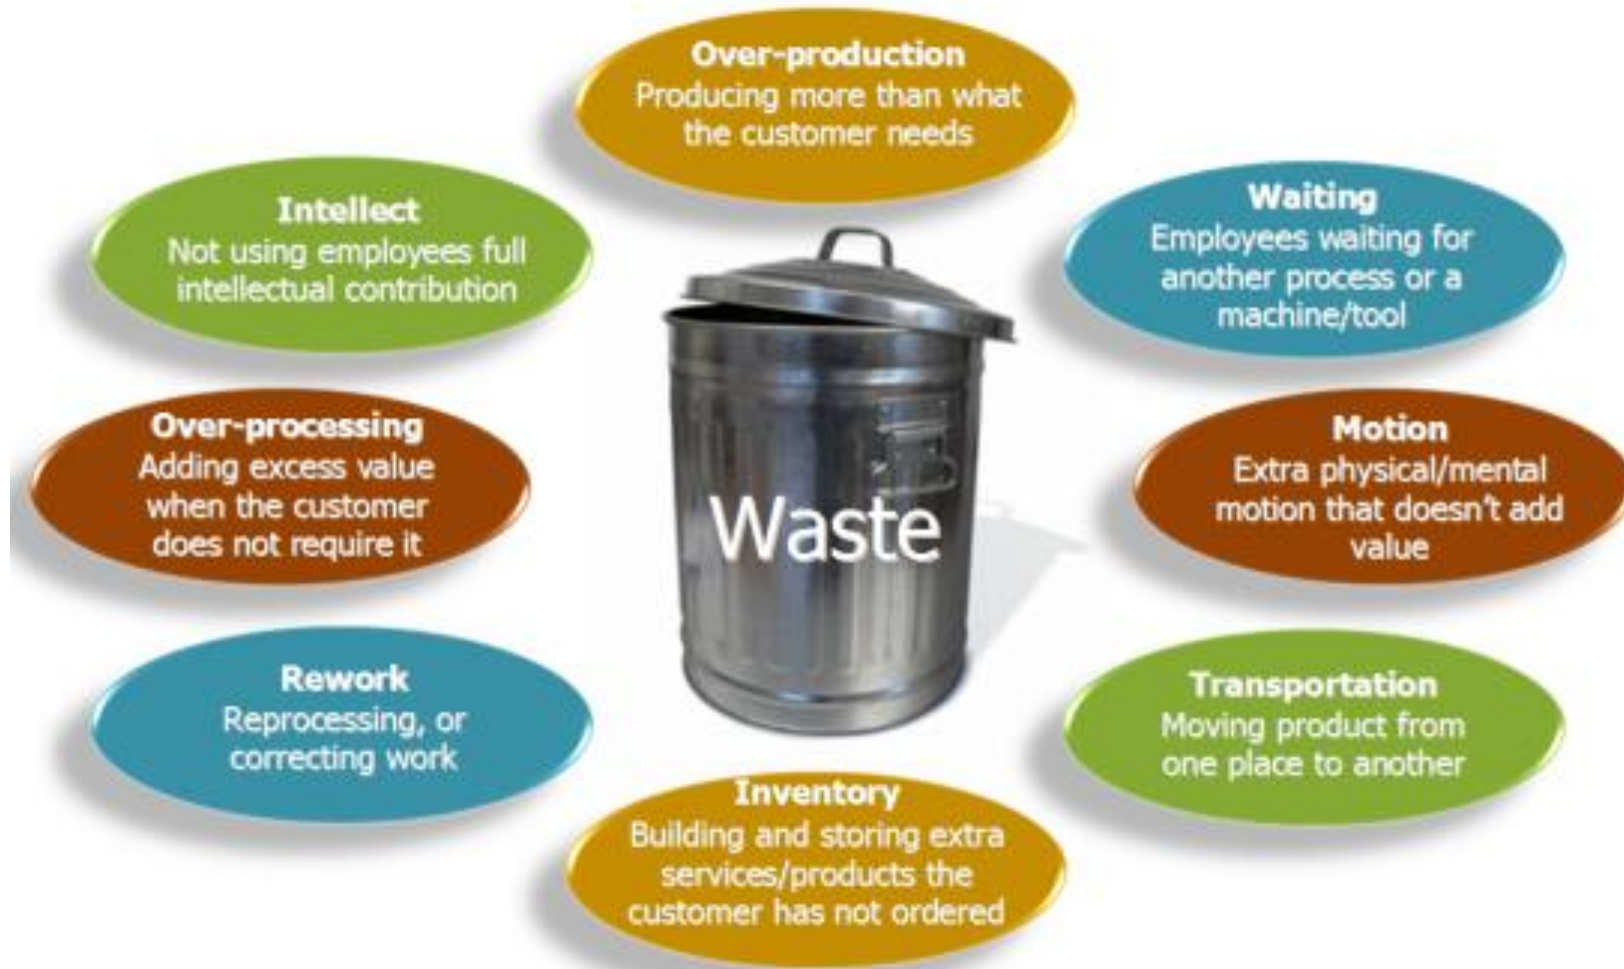 Over-production
Producing more than what
the customer needs
Intellect
Not using employees full
intellectual contribution
Waiting
Employees waiting for
another process or a
machine/tool
Over-processing
Adding excess value
when the customer
does not require it
Waste
Motion
Extra physical/mental
motion that doesn't add
value
Rework
Reprocessing, or
correcting work
Transportation
Moving product from
one place to another
Inventory
Building and storing extra
services/products the
customer has not ordered